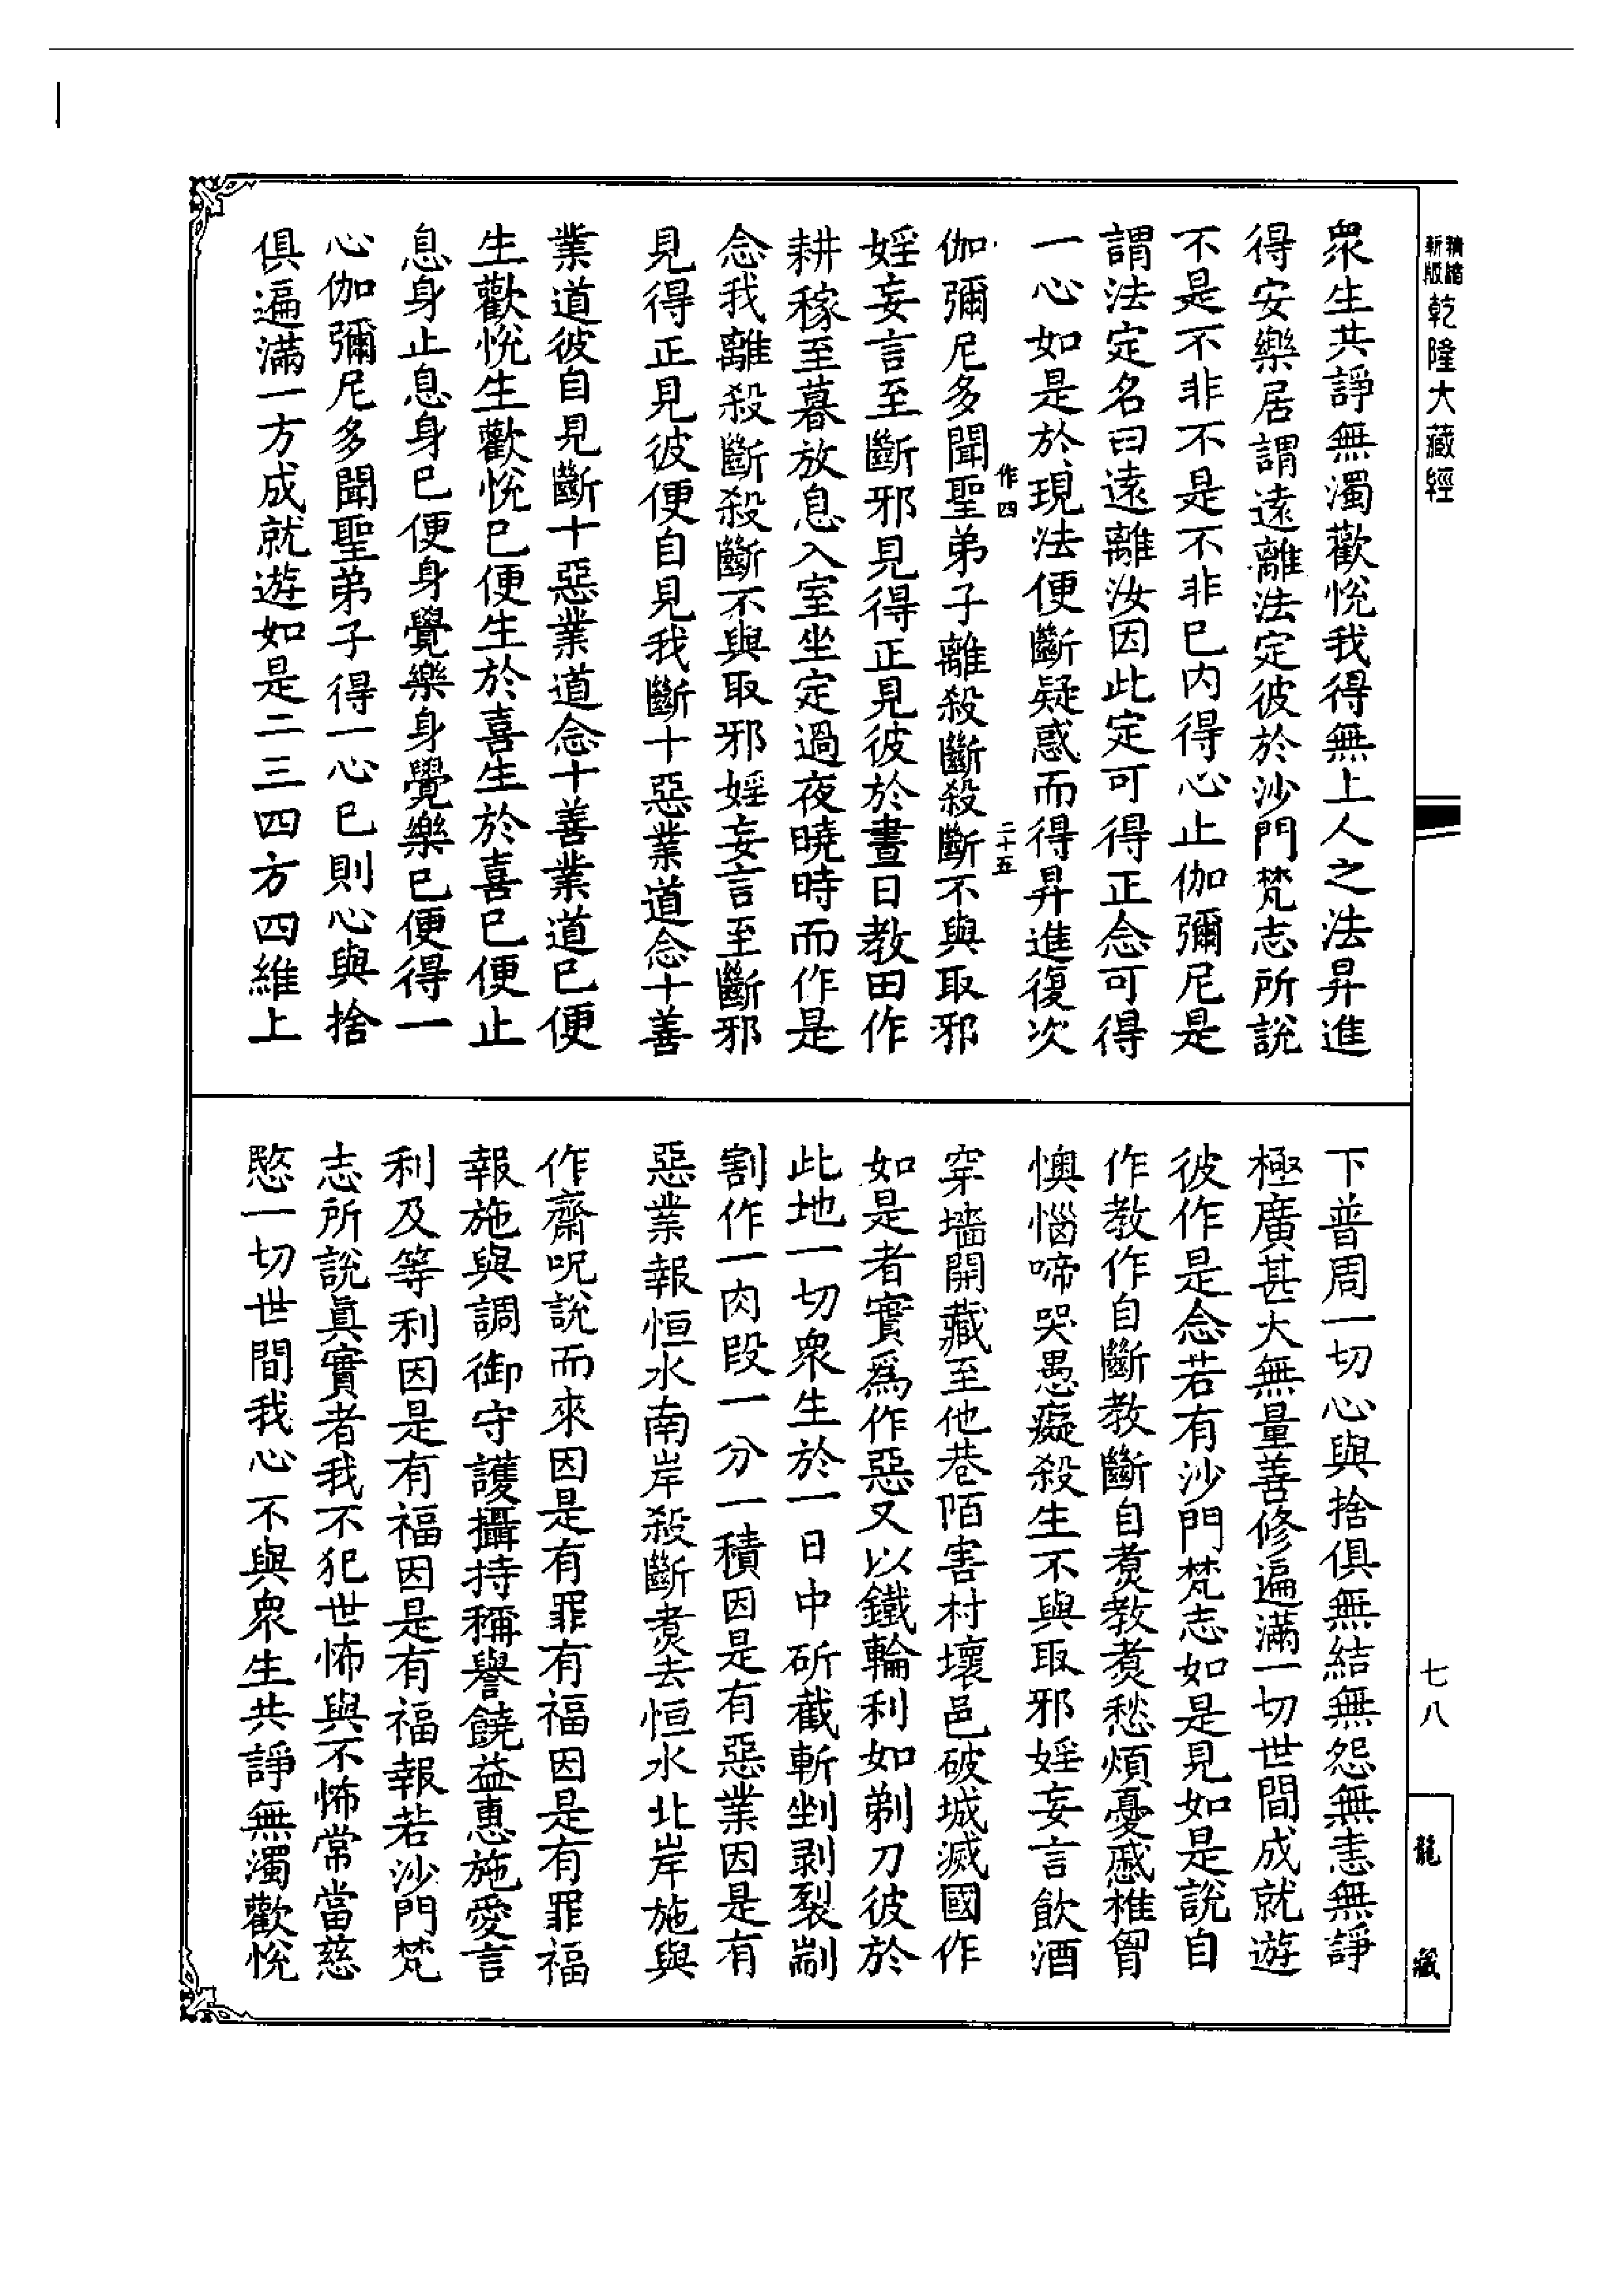 精縮
新版
乾隆大藏經
衆生共諍無濁歡悅我得無上人之法昇進
得安樂居謂遠離法定彼於沙門梵志所說
不是不非不是不非已内得心止伽彌尼是
謂法定名曰遠離汝因此定可得正念可得
一心如是於現法便斷疑惑而得昇進復次
作四
二十五
伽彌尼多聞聖弟子離殺斷殺斷不與取邪
婬妄言至斷邪見得正見彼於晝日教田作
耕稼至暮放息入室坐定過夜曉時而作是
念我離殺斷殺斷不與取邪婬妄言至斷邪
見得正見彼便自見我斷十惡業道念十善
業道彼自見斷十惡業道念十善業道已便
生歡悅生歡悅已便生於喜生於喜已便止
息身止息身已便身覺樂身覺樂已便得一
心伽彌尼多聞聖弟子得一心已則心與捨
俱遍滿一方成就遊如是二三四方四維上
下普周一切心與捨俱無結無怨無恚無諍
極廣甚大無量善修遍滿一切世間成就遊
彼作是念若有沙門梵志如是見如是說自
作教作自斷教斷自煑教煑愁煩憂慼椎胷
懊惱啼哭愚癡殺生不與取邪婬妄言飲酒
穿墻開藏至他巷陌害村壞邑破城滅國作
如是者實爲作惡又以鐵輪利如剃刀彼於
此地一切衆生於一日中斫截斬剉剥裂剬
割作一肉段一分一積因是有惡業因是有
惡業報恒水南岸殺斷煑去恒水北岸施與
作齋呪說而來因是有罪有福因是有罪福
報施與調御守護攝持稱譽饒益惠施愛言
利及等利因是有福因是有福報若沙門梵
志所說眞實者我不犯世怖與不怖常當慈
愍一切世間我心不與衆生共諍無濁歡悅
七八
龍藏